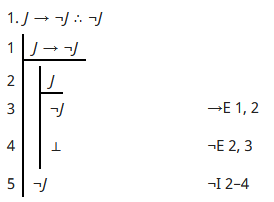 1. J → ¬J ∴ ¬J
1 J → ¬J
2 J
3 ¬J →E 1, 2
4 ⊥ ¬E 2, 3
5 ¬J ¬I 2–4